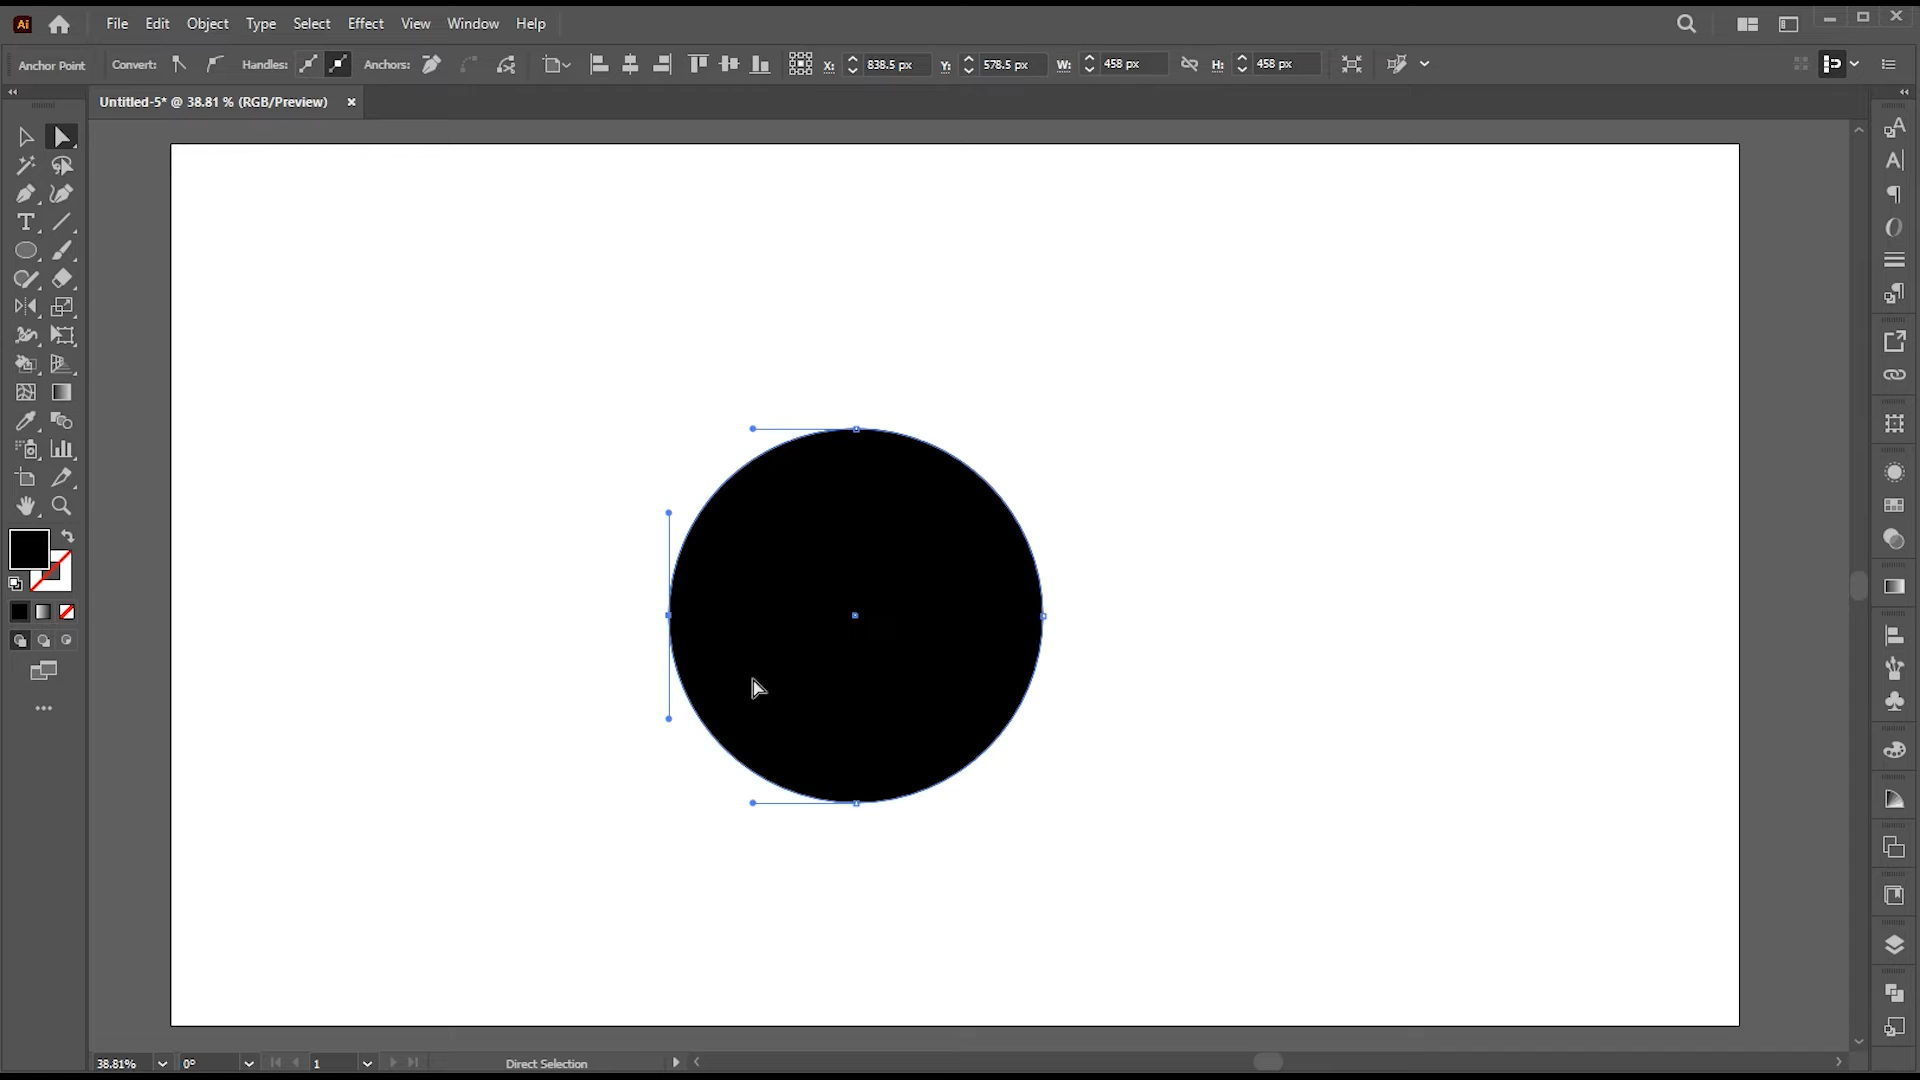 Ai File Edit Object Type Select Effect View Window Help
Anchor Point Convert: Handles: Anchors: X: 838.5 px Y: 578.5 px W: 458 px H: 458 px
Untitled-5* @ 38.81 % (RGB/Preview) ×
38.81% 0° 1 Direct Selection